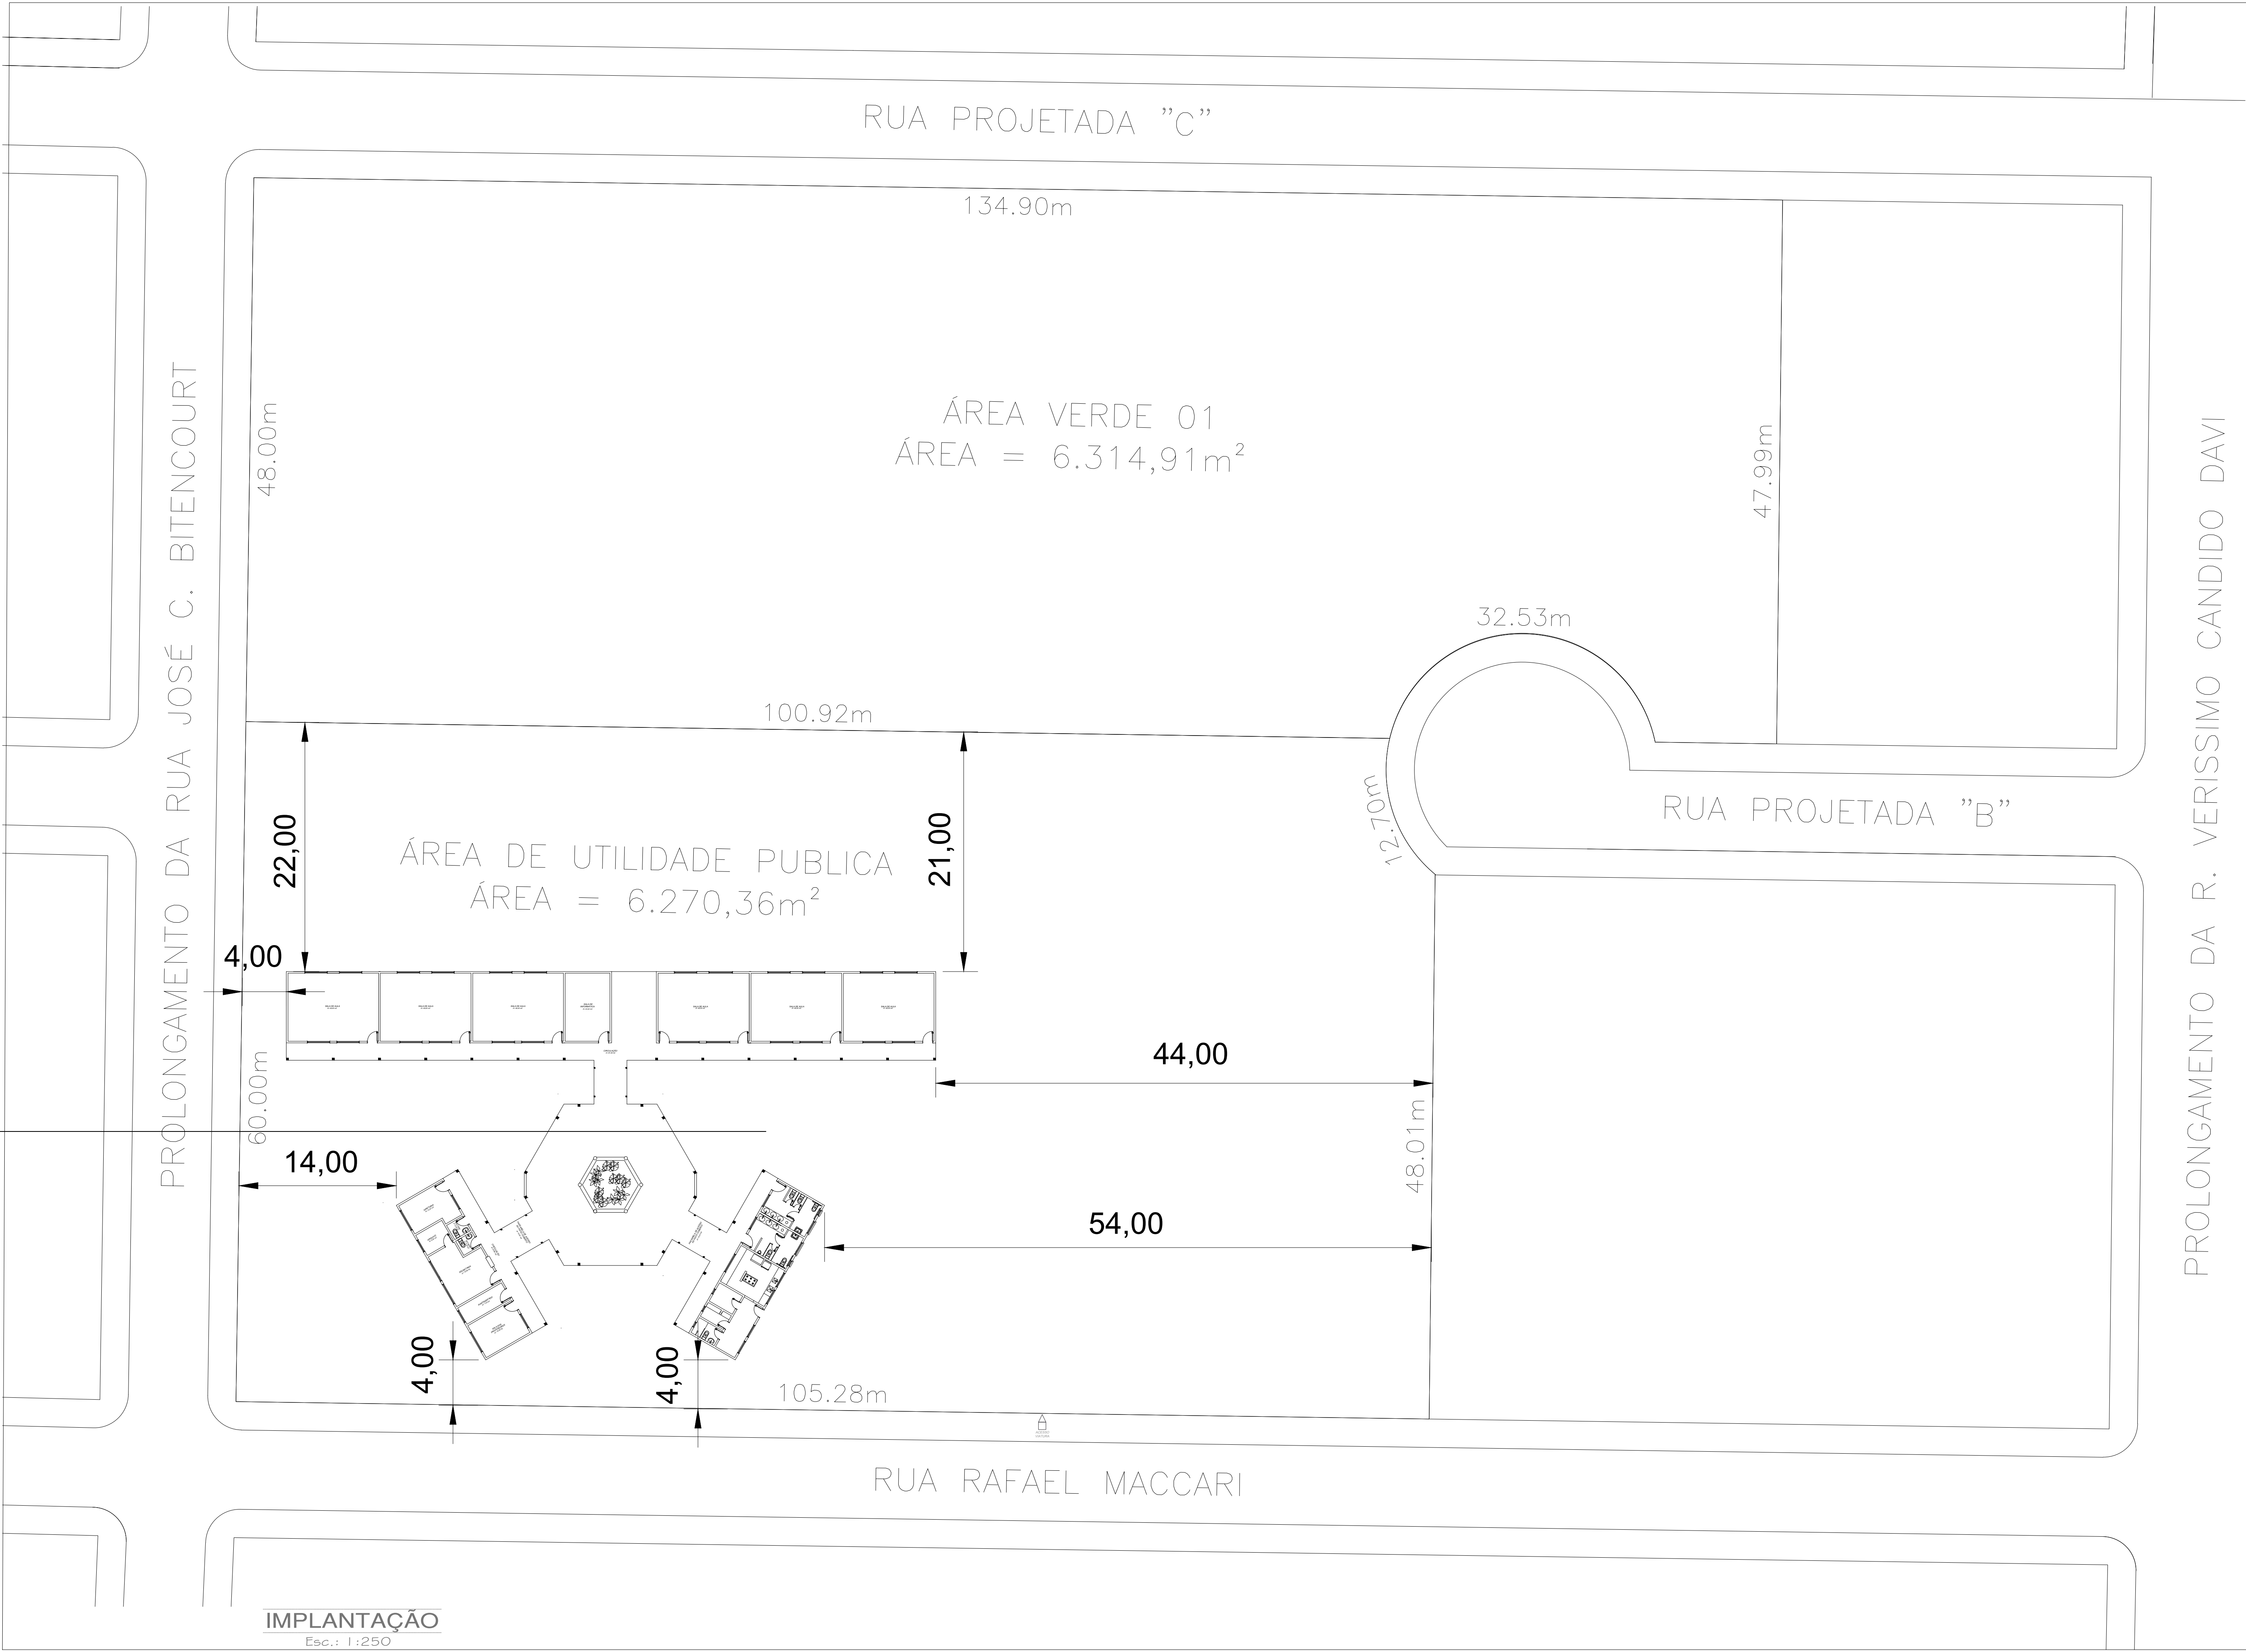 RUA PROJETADA ”C”
134.90m
PROLONGAMENTO DA RUA JOSÉ C. BITENCOURT
48.00m
ÁREA VERDE 01
ÁREA = 6.314,91m²
47.99m
PROLONGAMENTO DA R. VERISSIMO CANDIDO DAVI
32.53m
100.92m
12.70m
RUA PROJETADA ”B”
22,00
21,00
ÁREA DE UTILIDADE PUBLICA
ÁREA = 6.270,36m²
4,00
60.00m
44,00
48.01m
14,00
54,00
4,00
4,00
105.28m
RUA RAFAEL MACCARI
IMPLANTAÇÃO
Esc.: 1:250